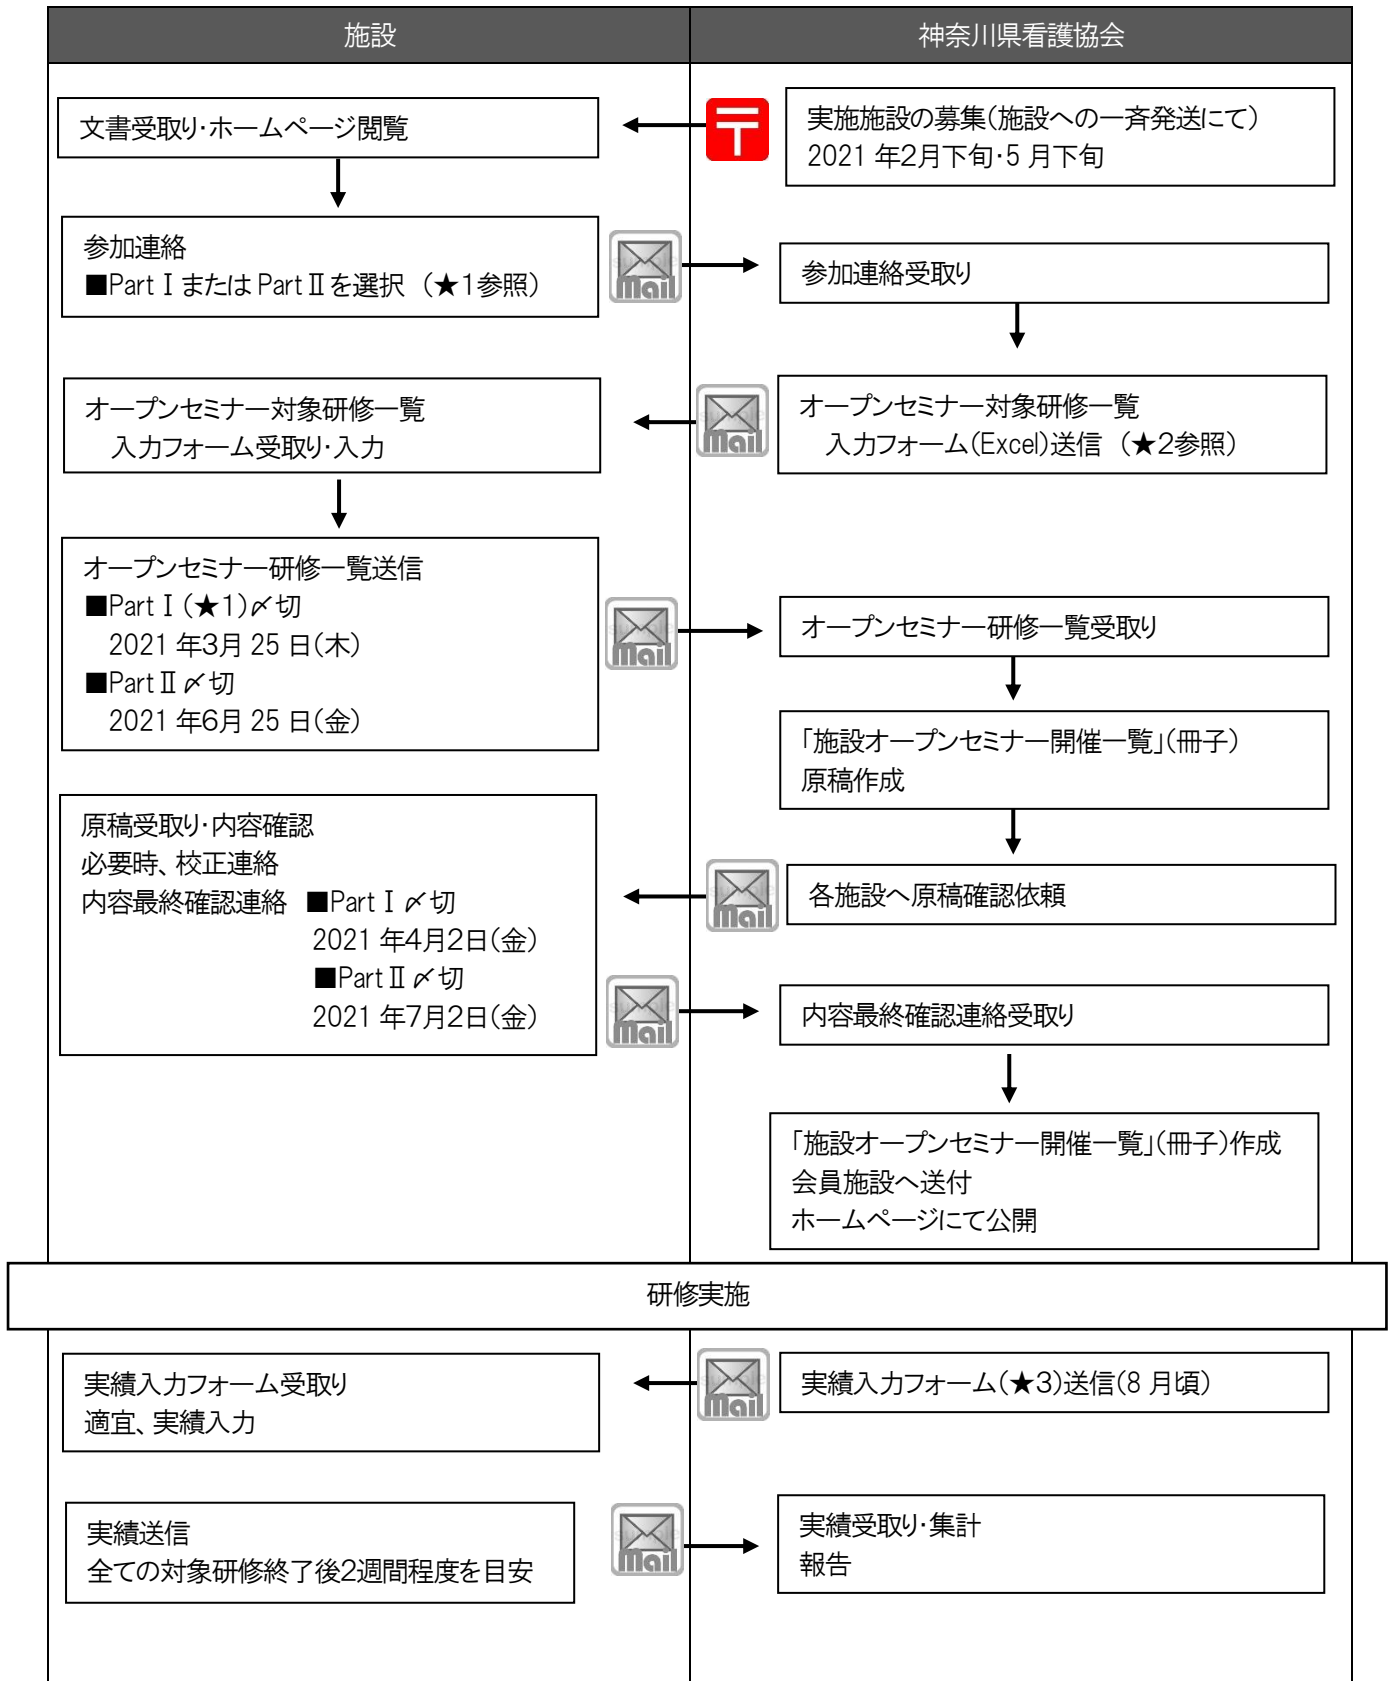 施設
神奈川県看護協会
文書受取り・ホームページ閲覧
〒
実施施設の募集(施設への一斉発送にて)
2021 年2月下旬・5 月下旬
参加連絡
■Part Ⅰ または Part Ⅱ を選択 (★1参照)
Mail
参加連絡受取り
オープンセミナー対象研修一覧
入力フォーム受取り・入力
Mail
オープンセミナー対象研修一覧
入力フォーム(Excel)送信 (★2参照)
オープンセミナー研修一覧送信
■Part Ⅰ (★1)〆切
2021 年3月 25 日(木)
■Part Ⅱ 〆切
2021 年6月 25 日(金)
Mail
オープンセミナー研修一覧受取り
「施設オープンセミナー開催一覧」(冊子)
原稿作成
原稿受取り・内容確認
必要時、校正連絡
内容最終確認連絡 ■Part Ⅰ 〆切
2021 年4月2日(金)
■Part Ⅱ 〆切
2021 年7月2日(金)
Mail
各施設へ原稿確認依頼
Mail
内容最終確認連絡受取り
「施設オープンセミナー開催一覧」(冊子)作成
会員施設へ送付
ホームページにて公開
研修実施
実績入力フォーム受取り
適宜、実績入力
Mail
実績入力フォーム(★3)送信(8 月頃)
実績送信
全ての対象研修終了後2週間程度を目安
Mail
実績受取り・集計
報告